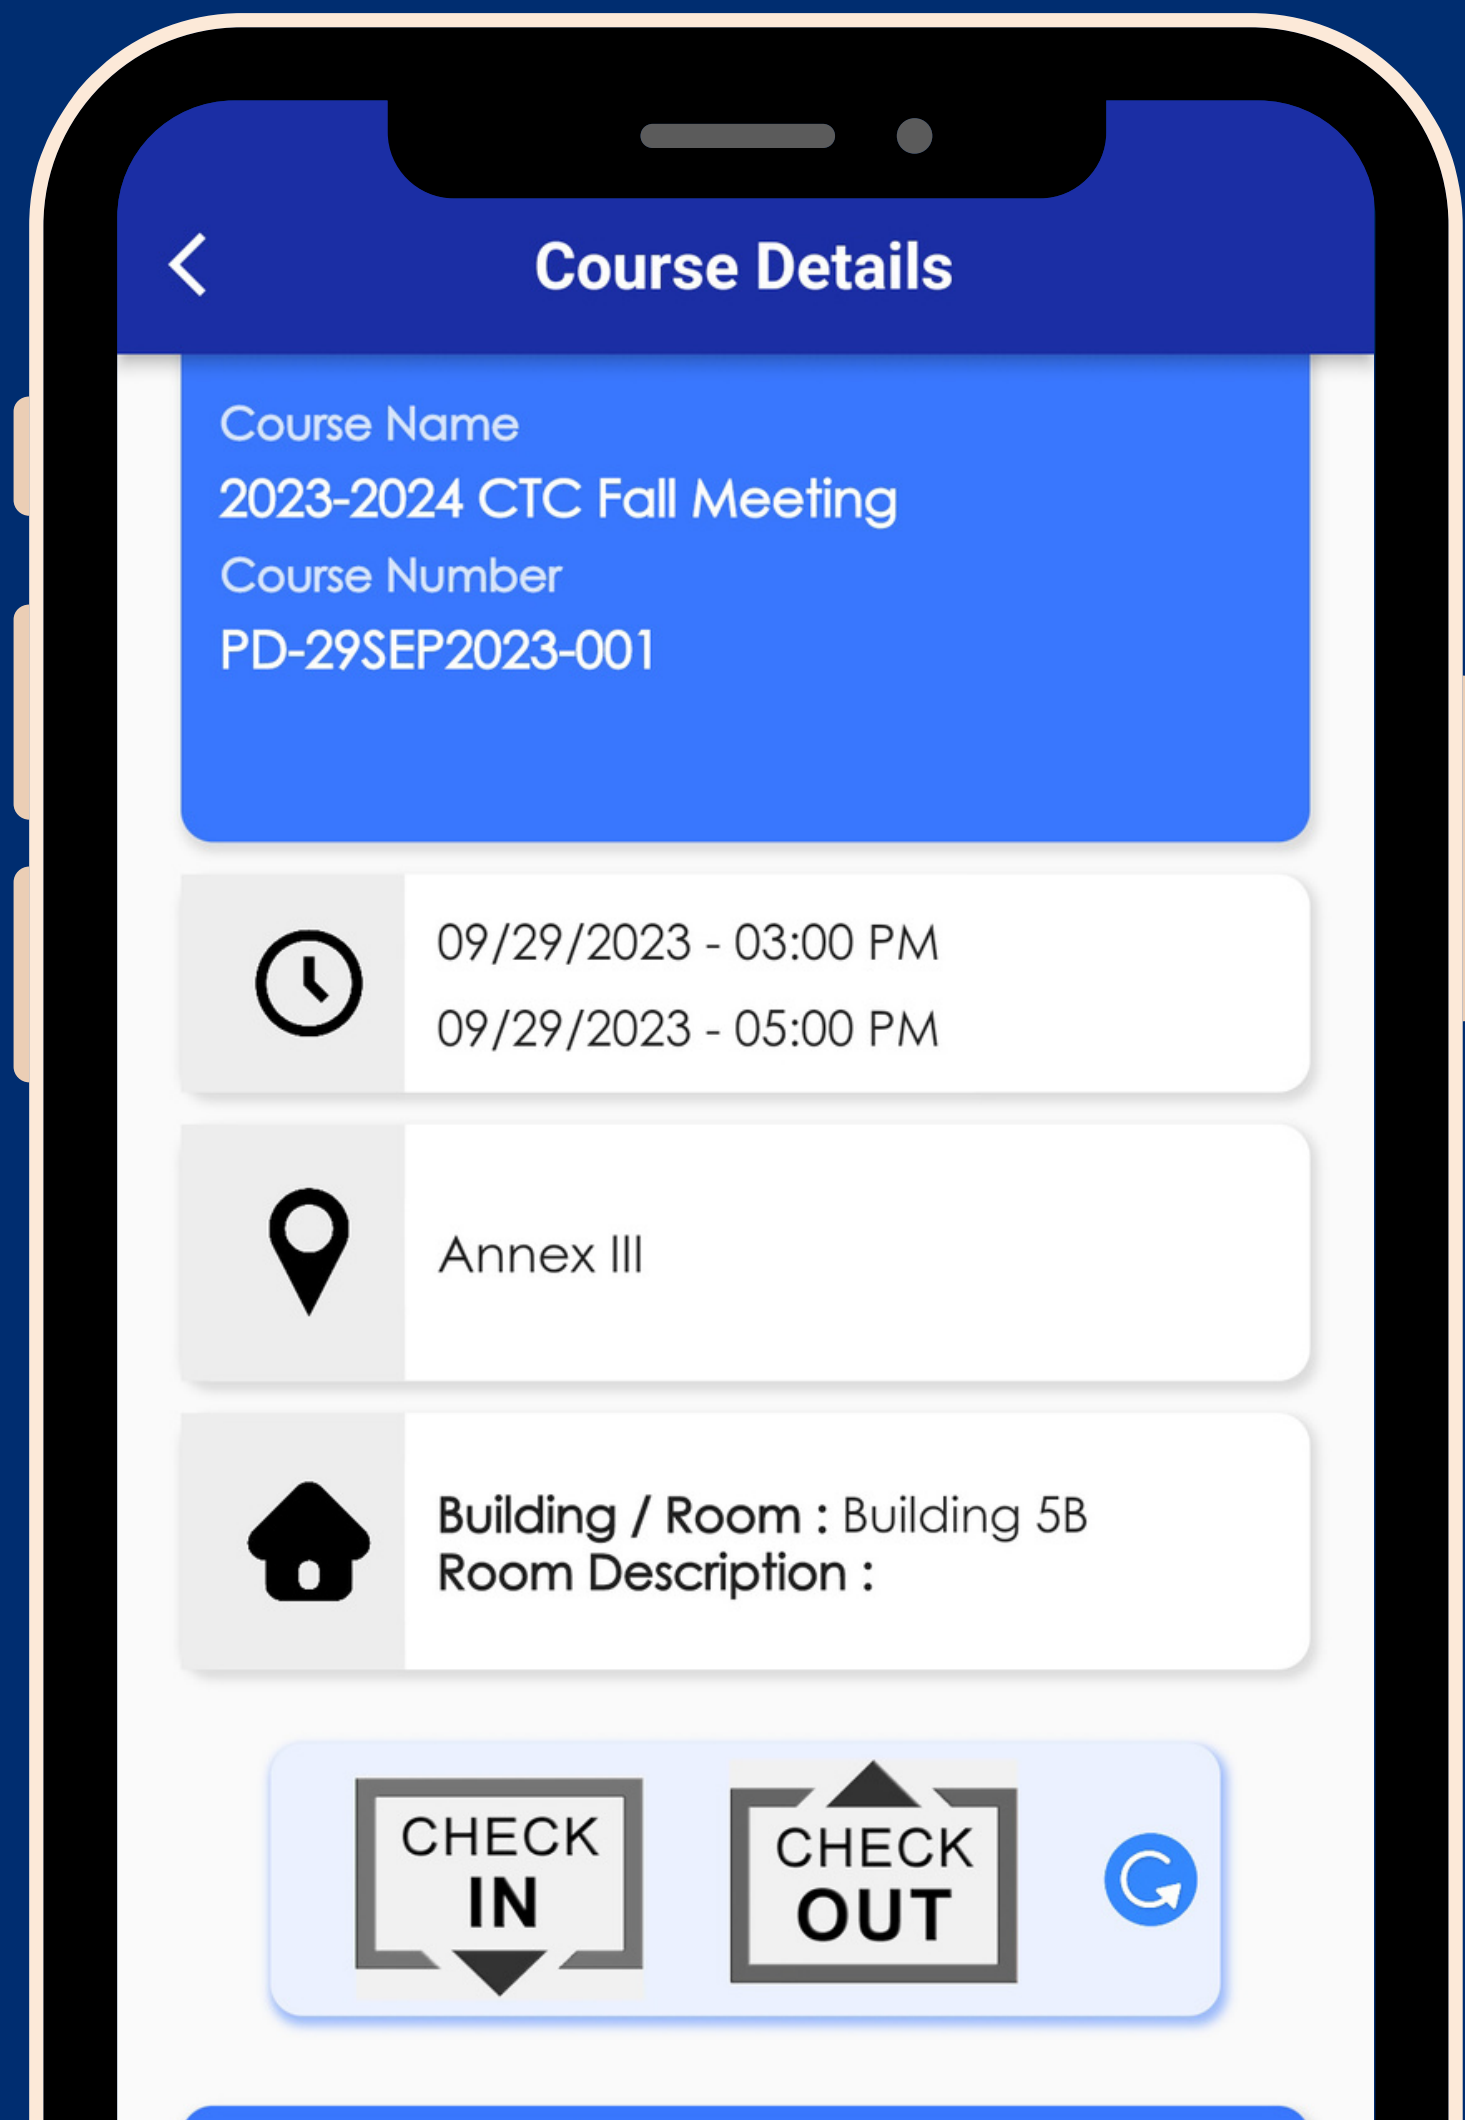 Course Details
Course Name
2023-2024 CTC Fall Meeting
Course Number
PD-29SEP2023-001
09/29/2023 - 03:00 PM
09/29/2023 - 05:00 PM
Annex III
Building / Room : Building 5B
Room Description :
CHECK
IN
CHECK
OUT